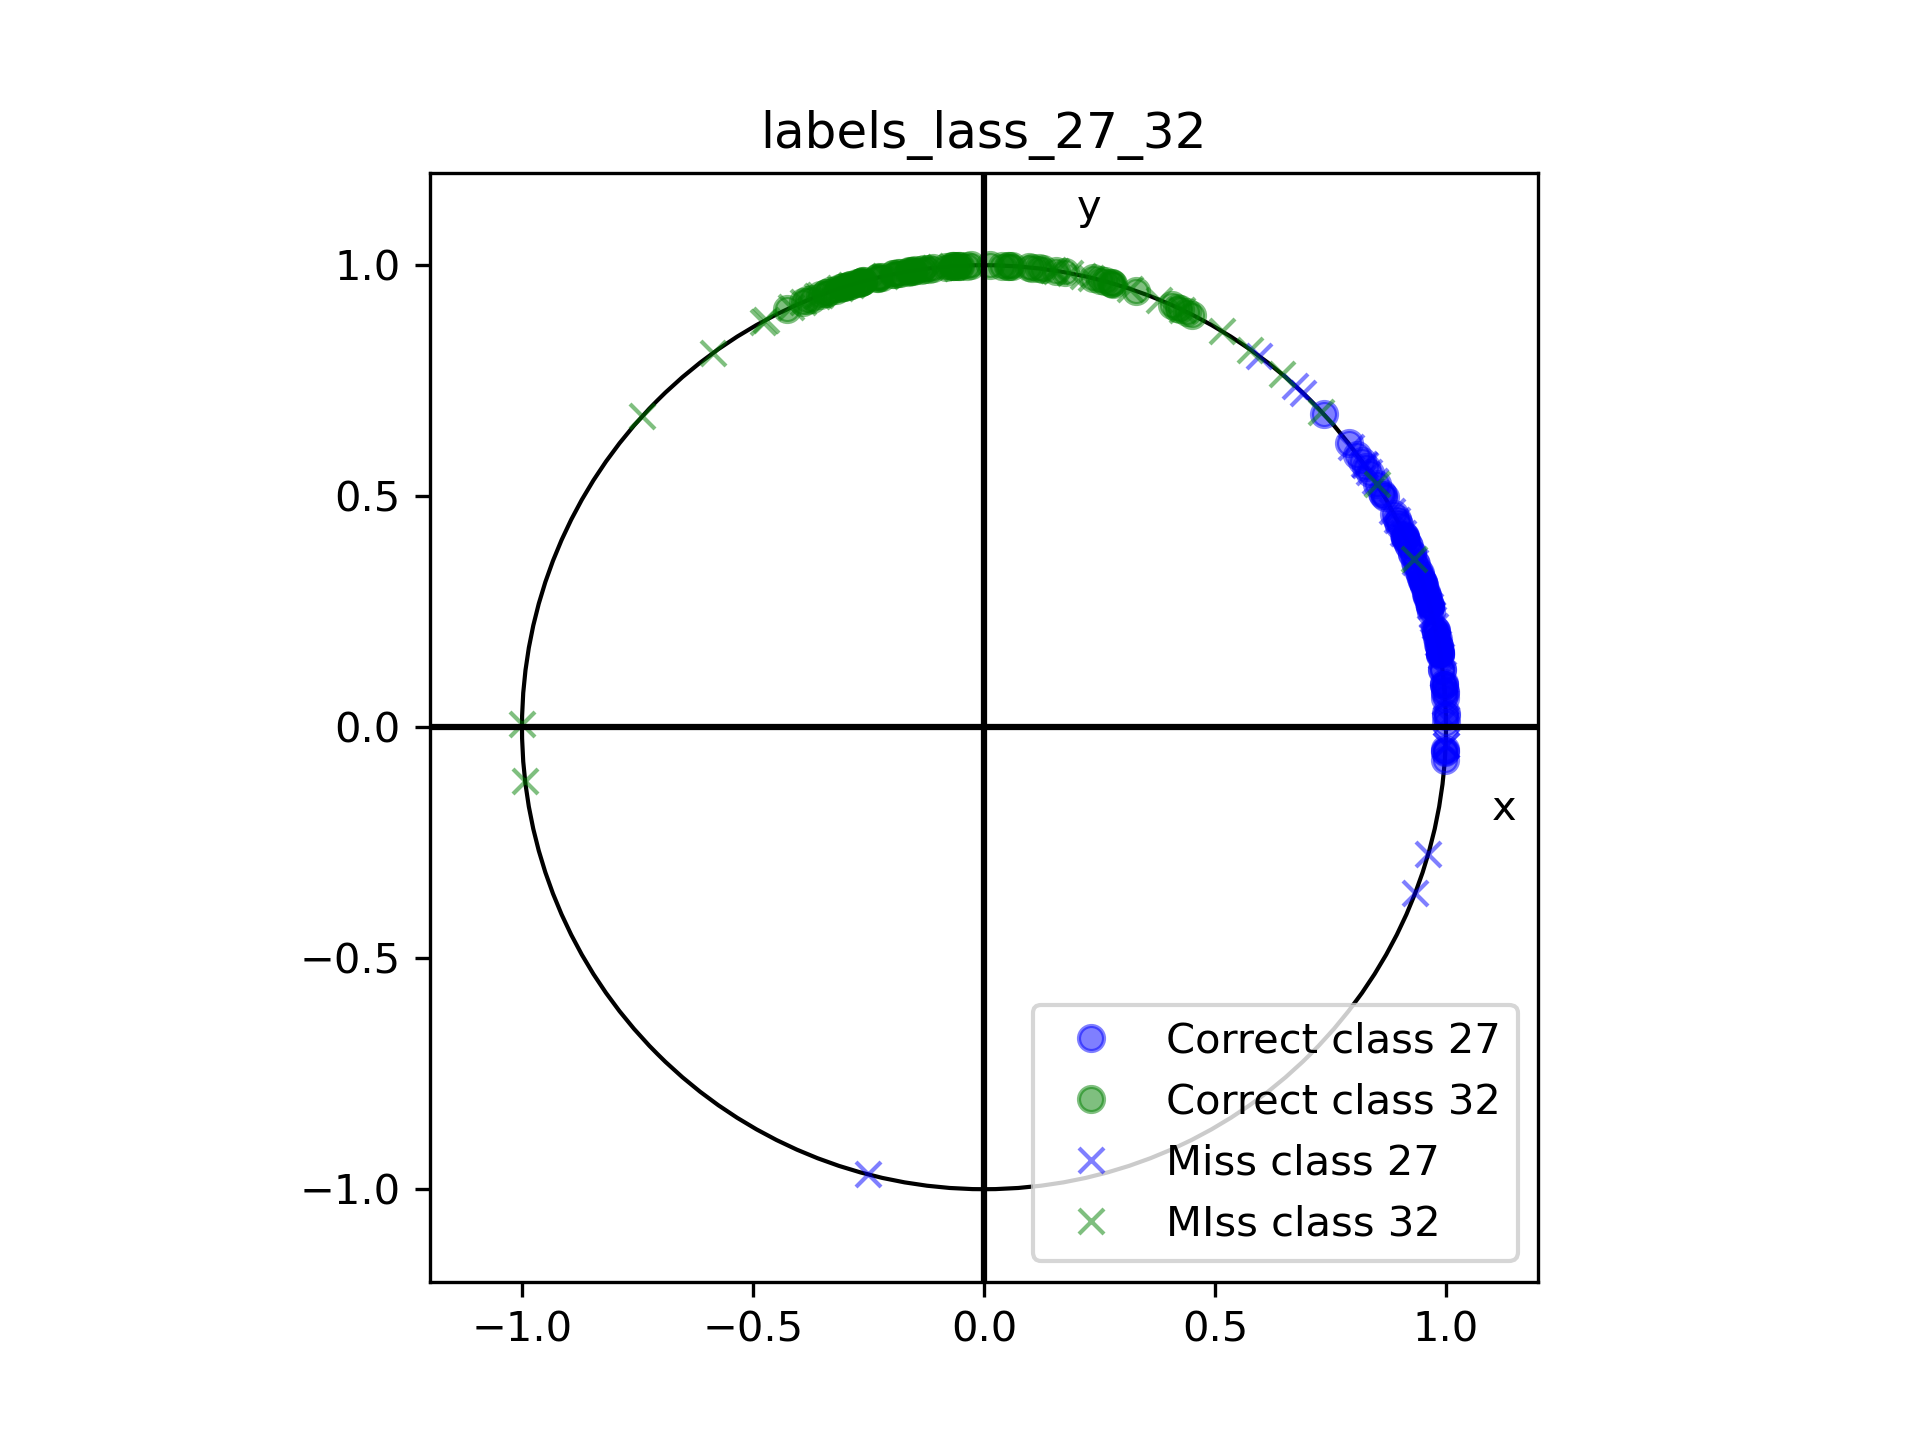 labels_lass_27_32
y
1.0
0.5
0.0
x
−0.5
−1.0
Correct class 27
Correct class 32
Miss class 27
MIss class 32
−1.0 −0.5 0.0 0.5 1.0